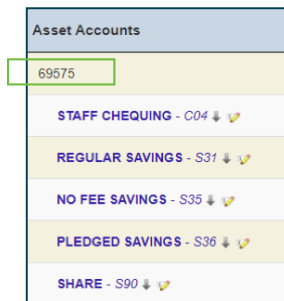 Asset Accounts
69575
STAFF CHEQUING - C04
REGULAR SAVINGS - S31
NO FEE SAVINGS - S35
PLEDGED SAVINGS - S36
SHARE - S90